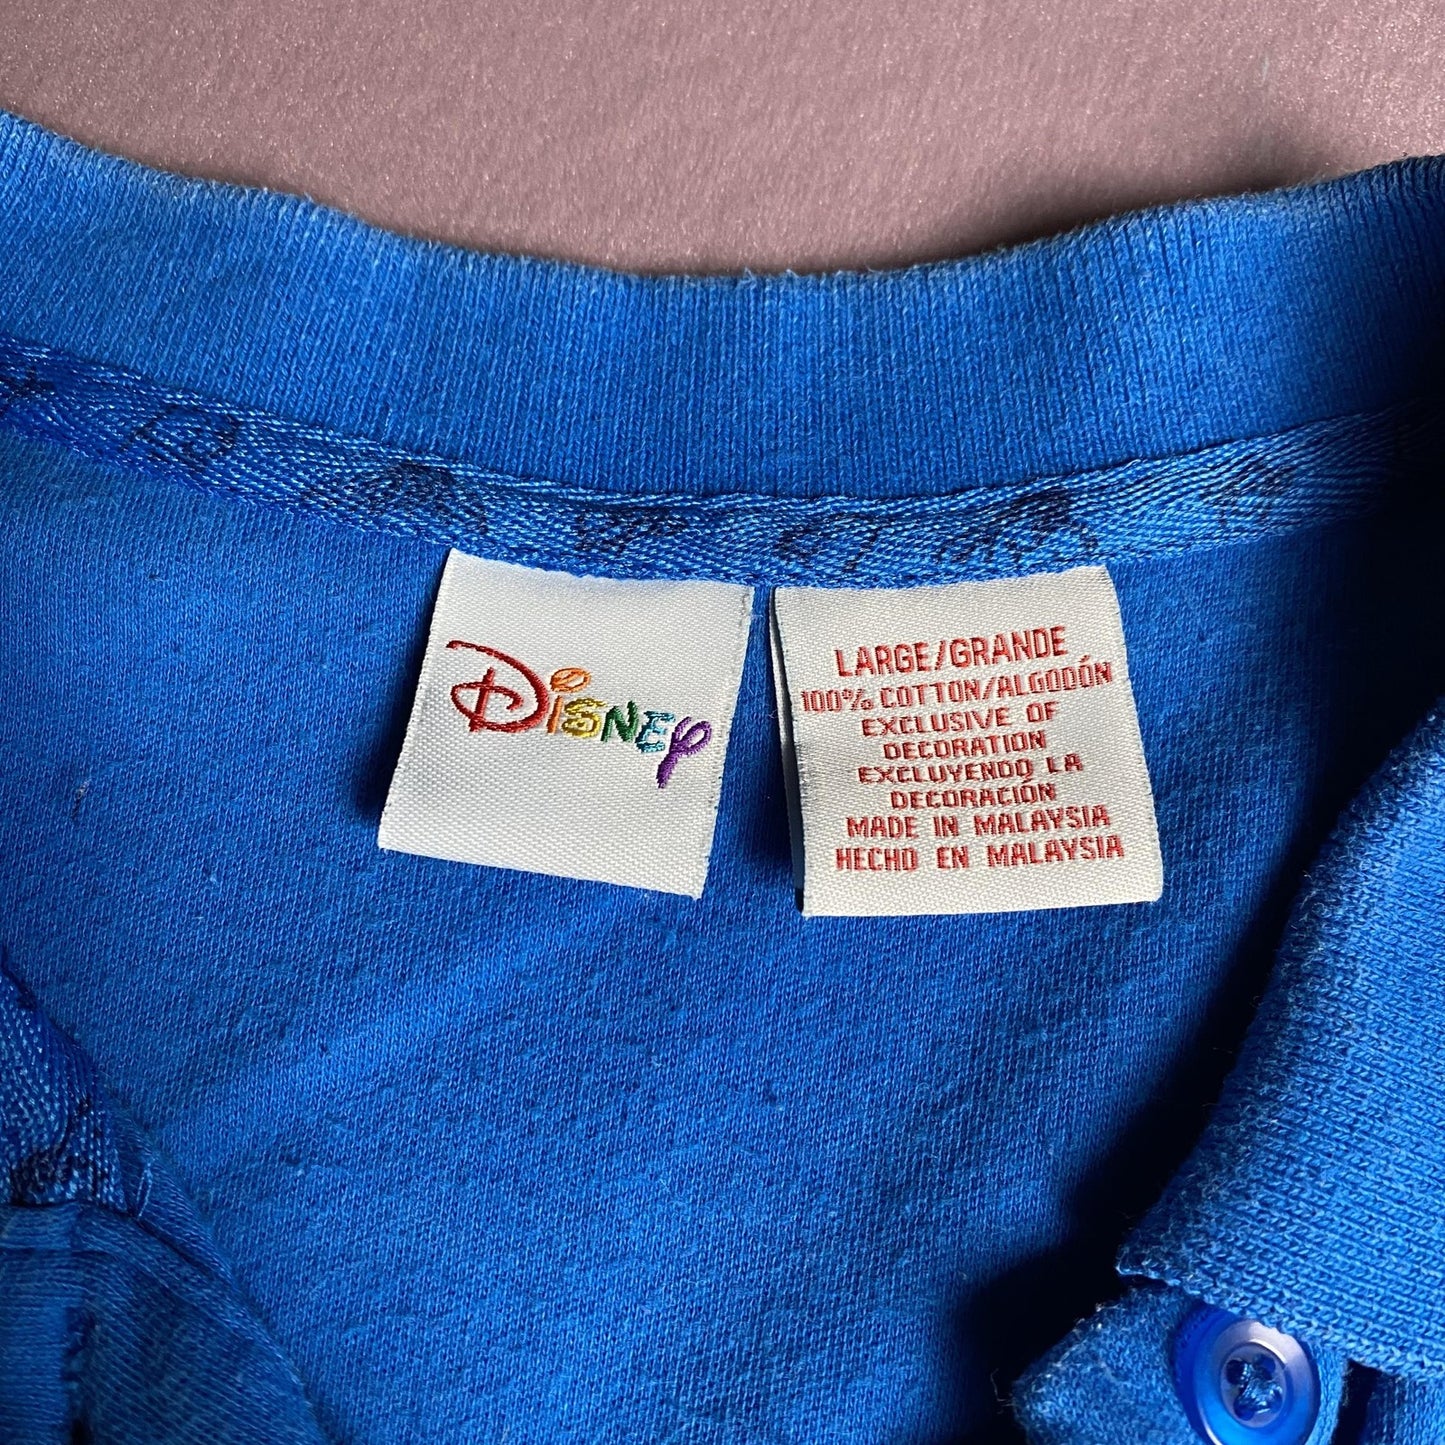 Disney
LARGE/GRANDE
100% COTTON/ALGODÓN
EXCLUSIVE OF
DECORATION
EXCLUYENDO LA
DECORACIÓN
MADE IN MALAYSIA
HECHO EN MALAYSIA